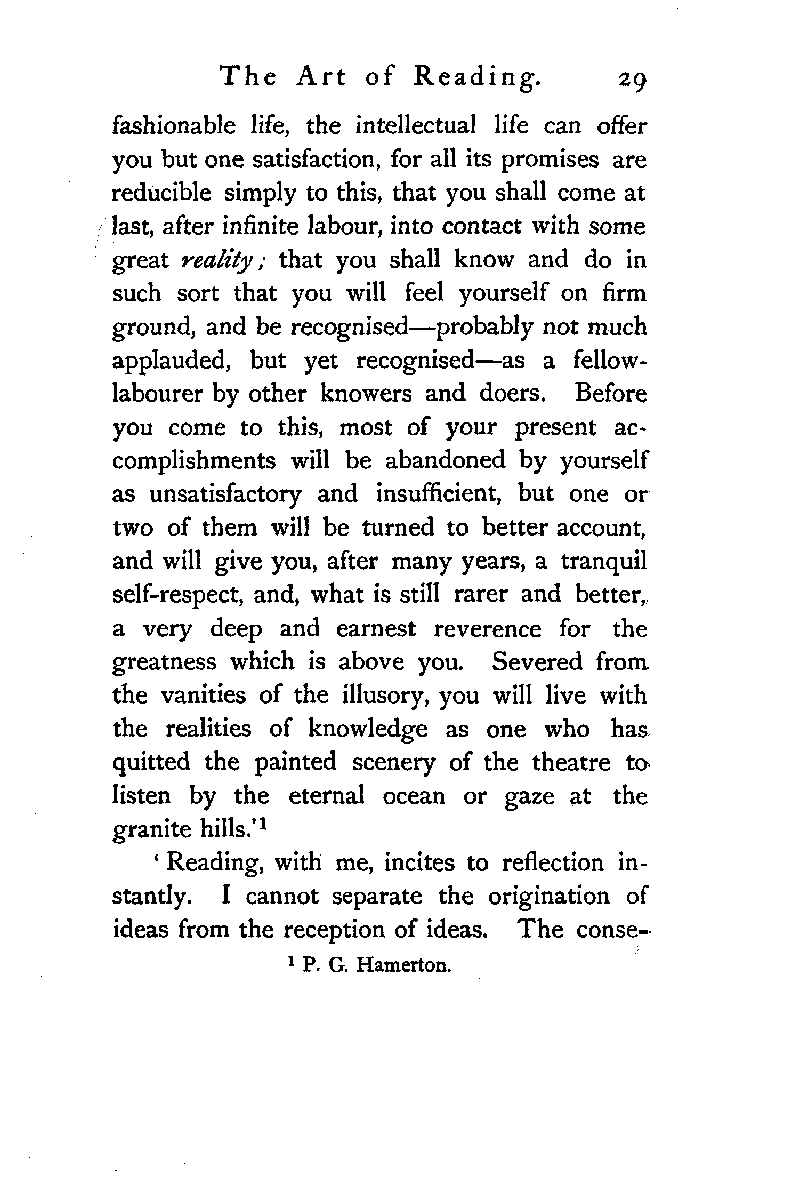 The Art of Reading. 29
fashionable life, the intellectual life can offer
you but one satisfaction, for all its promises are
reducible simply to this, that you shall come at
last, after infinite labour, into contact with some
great reality; that you shall know and do in
such sort that you will feel yourself on firm
ground, and be recognised—probably not much
applauded, but yet recognised—as a fellow-
labourer by other knowers and doers. Before
you come to this, most of your present ac-
complishments will be abandoned by yourself
as unsatisfactory and insufficient, but one or
two of them will be turned to better account,
and will give you, after many years, a tranquil
self-respect, and, what is still rarer and better,
a very deep and earnest reverence for the
greatness which is above you. Severed from
the vanities of the illusory, you will live with
the realities of knowledge as one who has
quitted the painted scenery of the theatre to
listen by the eternal ocean or gaze at the
granite hills.'¹
' Reading, with me, incites to reflection in-
stantly. I cannot separate the origination of
ideas from the reception of ideas. The conse-
¹ P. G. Hamerton.